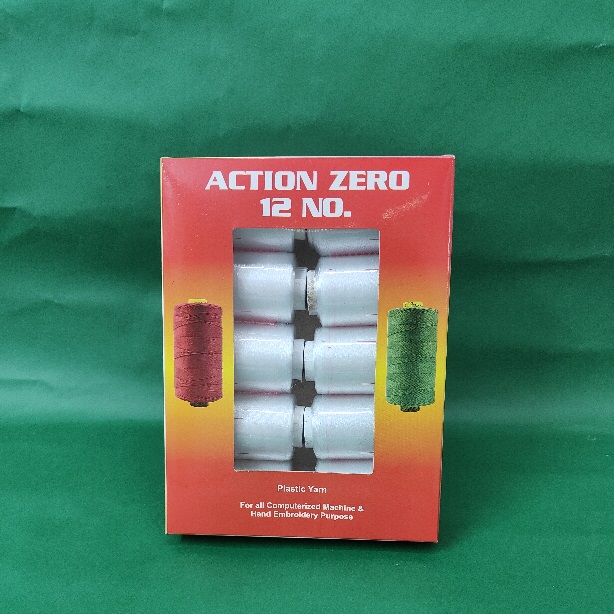 ACTION ZERO
12 NO.
Plastic Yarn
For all Computerized Machine &
Hand Embroidery Purpose